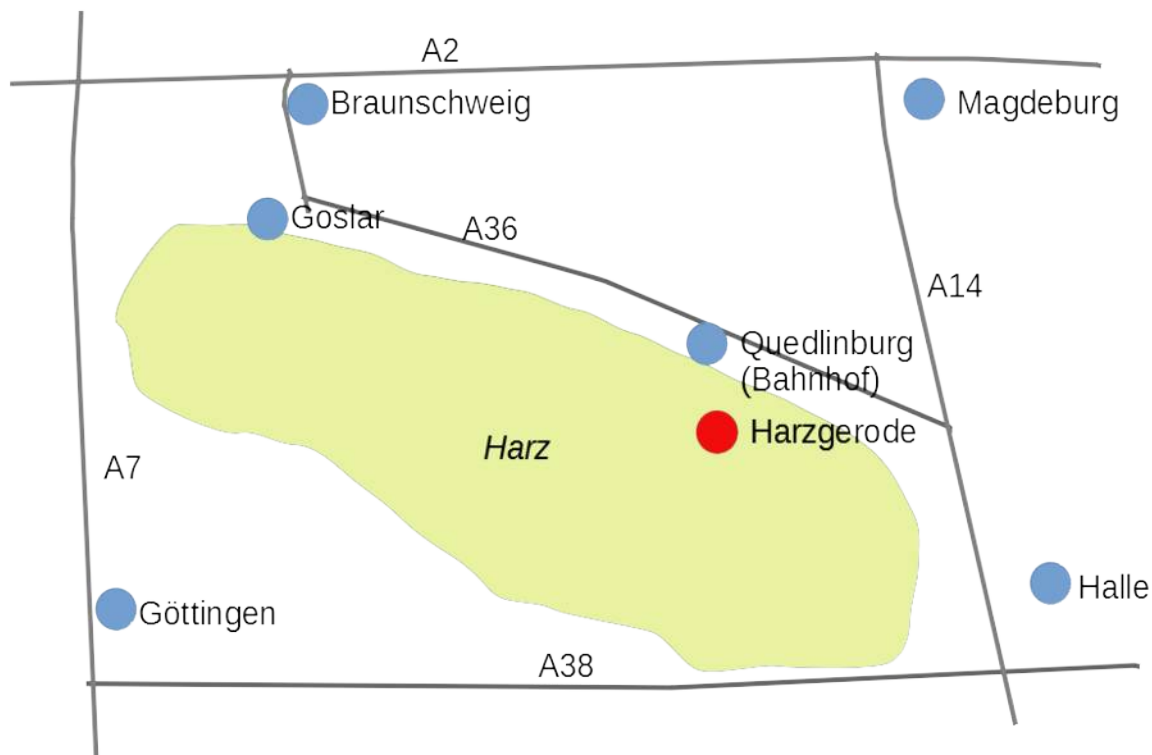 A2
Braunschweig
Magdeburg
Goslar
A36
A14
Quedlinburg
(Bahnhof)
Harzgerode
Harz
A7
Halle
Göttingen
A38